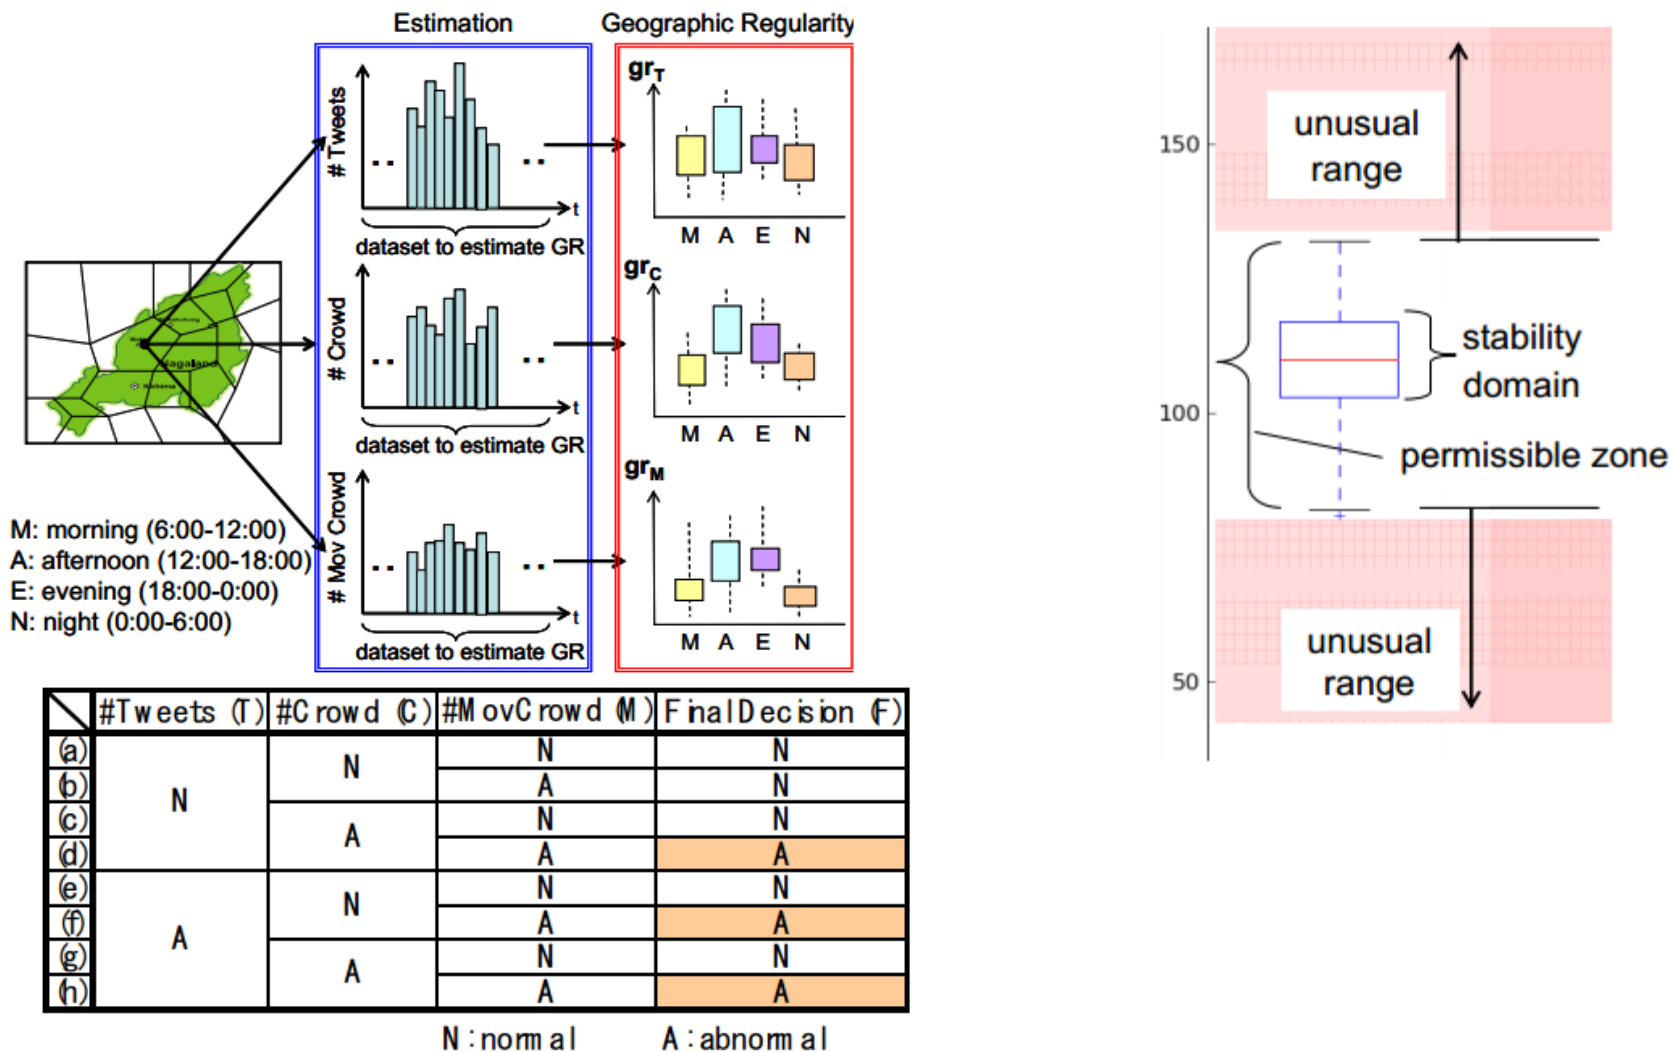 Estimation
Geographic Regularity
# Tweets
t
dataset to estimate GR
gr_T
M A E N
# Crowd
t
dataset to estimate GR
gr_C
M A E N
# Mov Crowd
t
dataset to estimate GR
gr_M
M A E N
Nagaland
Kohima
M: morning (6:00-12:00)
A: afternoon (12:00-18:00)
E: evening (18:00-0:00)
N: night (0:00-6:00)
#Tweets (T) #Crowd (C) #MovCrowd (M) Final Decision (F)
(a) N N N N
(b) A N
(c) A N N
(d) A A
(e) A N N N
(f) A A
(g) A N N
(h) A A
N:normal A:abnormal
150
100
50
unusual
range
stability
domain
permissible zone
unusual
range